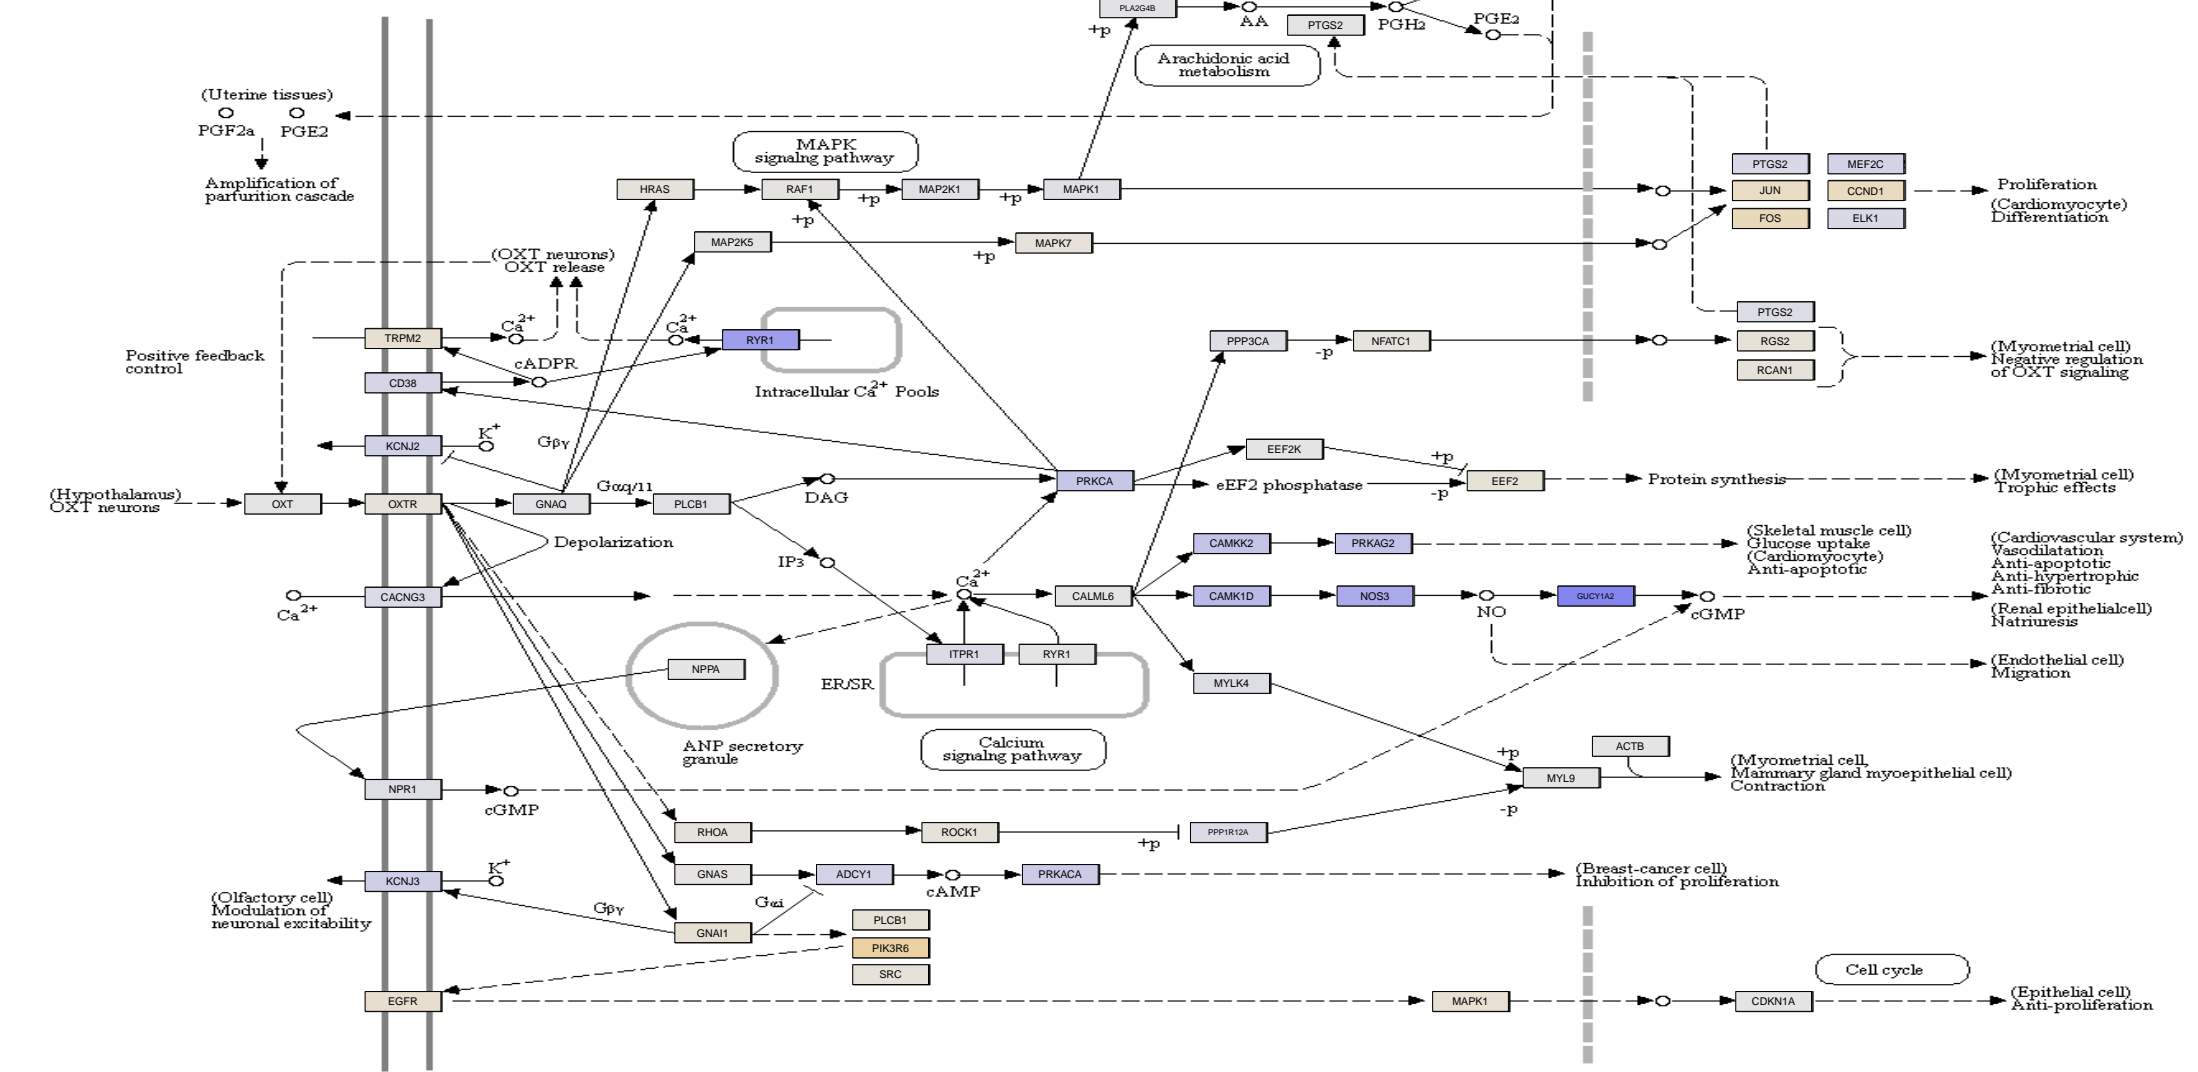 PLA2G4B
+p
AA
PTGS2
PGH2
PGE2
Arachidonic acid
metabolism
(Uterine tissues)
PGF2a
PGE2
Amplification of
parturition cascade
MAPK
signalng pathway
HRAS
RAF1
+p
+p
MAP2K1
+p
MAPK1
PTGS2
MEF2C
JUN
CCND1
FOS
ELK1
Proliferation
(Cardiomyocyte)
Differentiation
MAP2K5
+p
MAPK7
(OXT neurons)
OXT release
Positive feedback
control
TRPM2
Ca2+
Ca2+
RYR1
cADPR
CD38
Intracellular Ca2+ Pools
PPP3CA
-p
NFATC1
PTGS2
RGS2
RCAN1
(Myometrial cell)
Negative regulation
of OXT signaling
KCNJ2
K+
Gβγ
(Hypothalamus)
OXT neurons
OXT
OXTR
GNAQ
Gαq/11
PLCB1
DAG
IP3
Depolarization
PRKCA
EEF2K
+p
eEF2 phosphatase
-p
EEF2
Protein synthesis
(Myometrial cell)
Trophic effects
CAMKK2
PRKAG2
(Skeletal muscle cell)
Glucose uptake
(Cardiomyocyte)
Anti-apoptotic
Ca2+
CACNG3
Ca2+
CALML6
CAMK1D
NOS3
NO
GUCY1A2
cGMP
(Cardiovascular system)
Vasodilatation
Anti-apoptotic
Anti-hypertrophic
Anti-fibrotic
(Renal epithelialcell)
Natriuresis
(Endothelial cell)
Migration
NPPA
ANP secretory
granule
ER/SR
ITPR1
RYR1
Calcium
signalng pathway
MYLK4
+p
MYL9
-p
ACTB
(Myometrial cell,
Mammary gland myoepithelial cell)
Contraction
NPR1
cGMP
RHOA
ROCK1
+p
PPP1R12A
KCNJ3
K+
(Olfactory cell)
Modulation of
neuronal excitability
Gβγ
GNAS
ADCY1
cAMP
PRKACA
(Breast-cancer cell)
Inhibition of proliferation
Gαi
GNAI1
PLCB1
PIK3R6
SRC
EGFR
MAPK1
Cell cycle
CDKN1A
(Epithelial cell)
Anti-proliferation